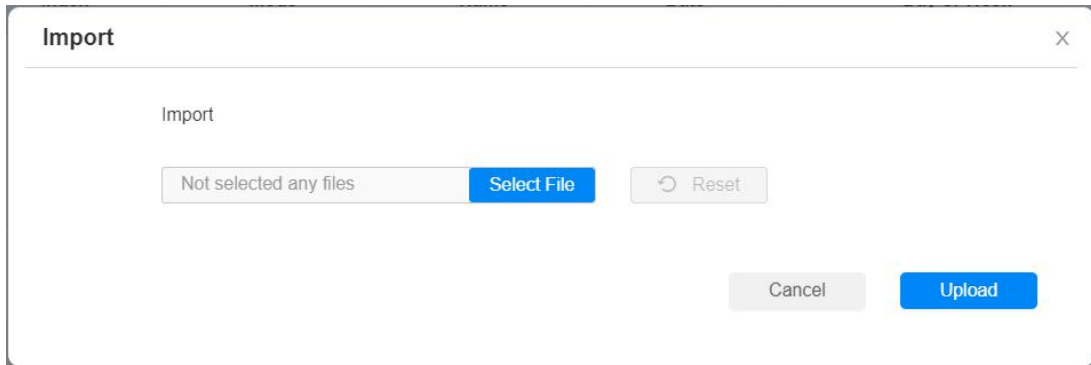 Import
X
Import
Not selected any files Select File Reset
Cancel Upload